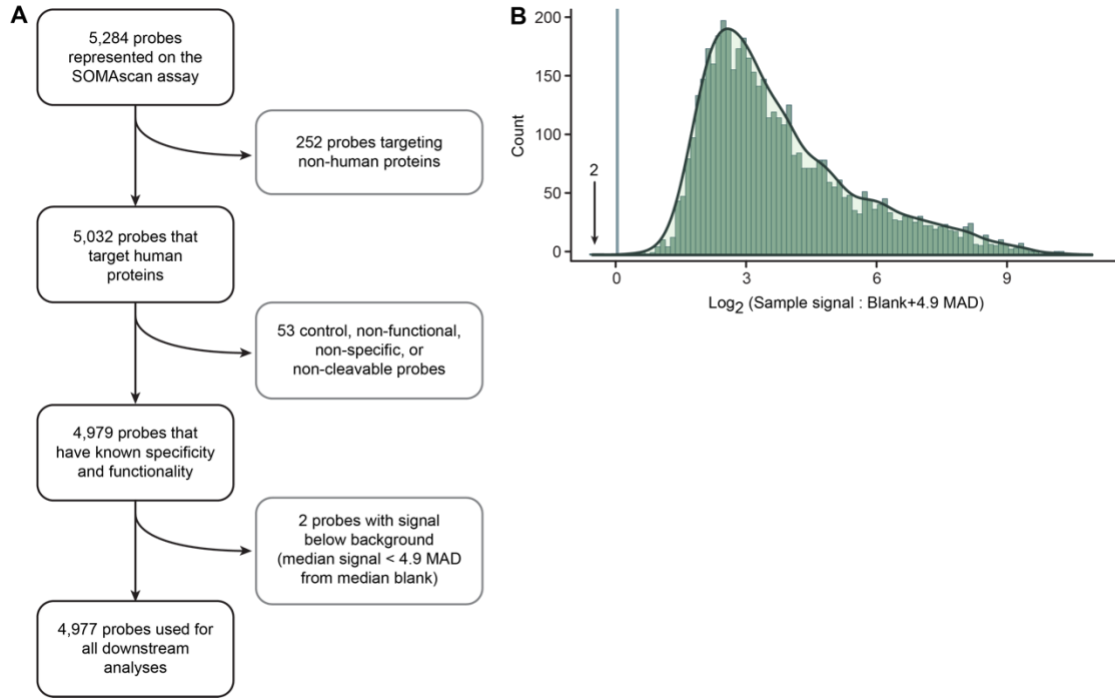 A
5,284 probes
represented on the
SOMAscan assay
252 probes targeting
non-human proteins
5,032 probes that
target human
proteins
53 control, non-functional,
non-specific, or
non-cleavable probes
4,979 probes that
have known specificity
and functionality
2 probes with signal
below background
(median signal < 4.9 MAD
from median blank)
4,977 probes used for
all downstream
analyses
B
200
150
100
50
0
Count
2
0 3 6 9
Log2 (Sample signal : Blank+4.9 MAD)